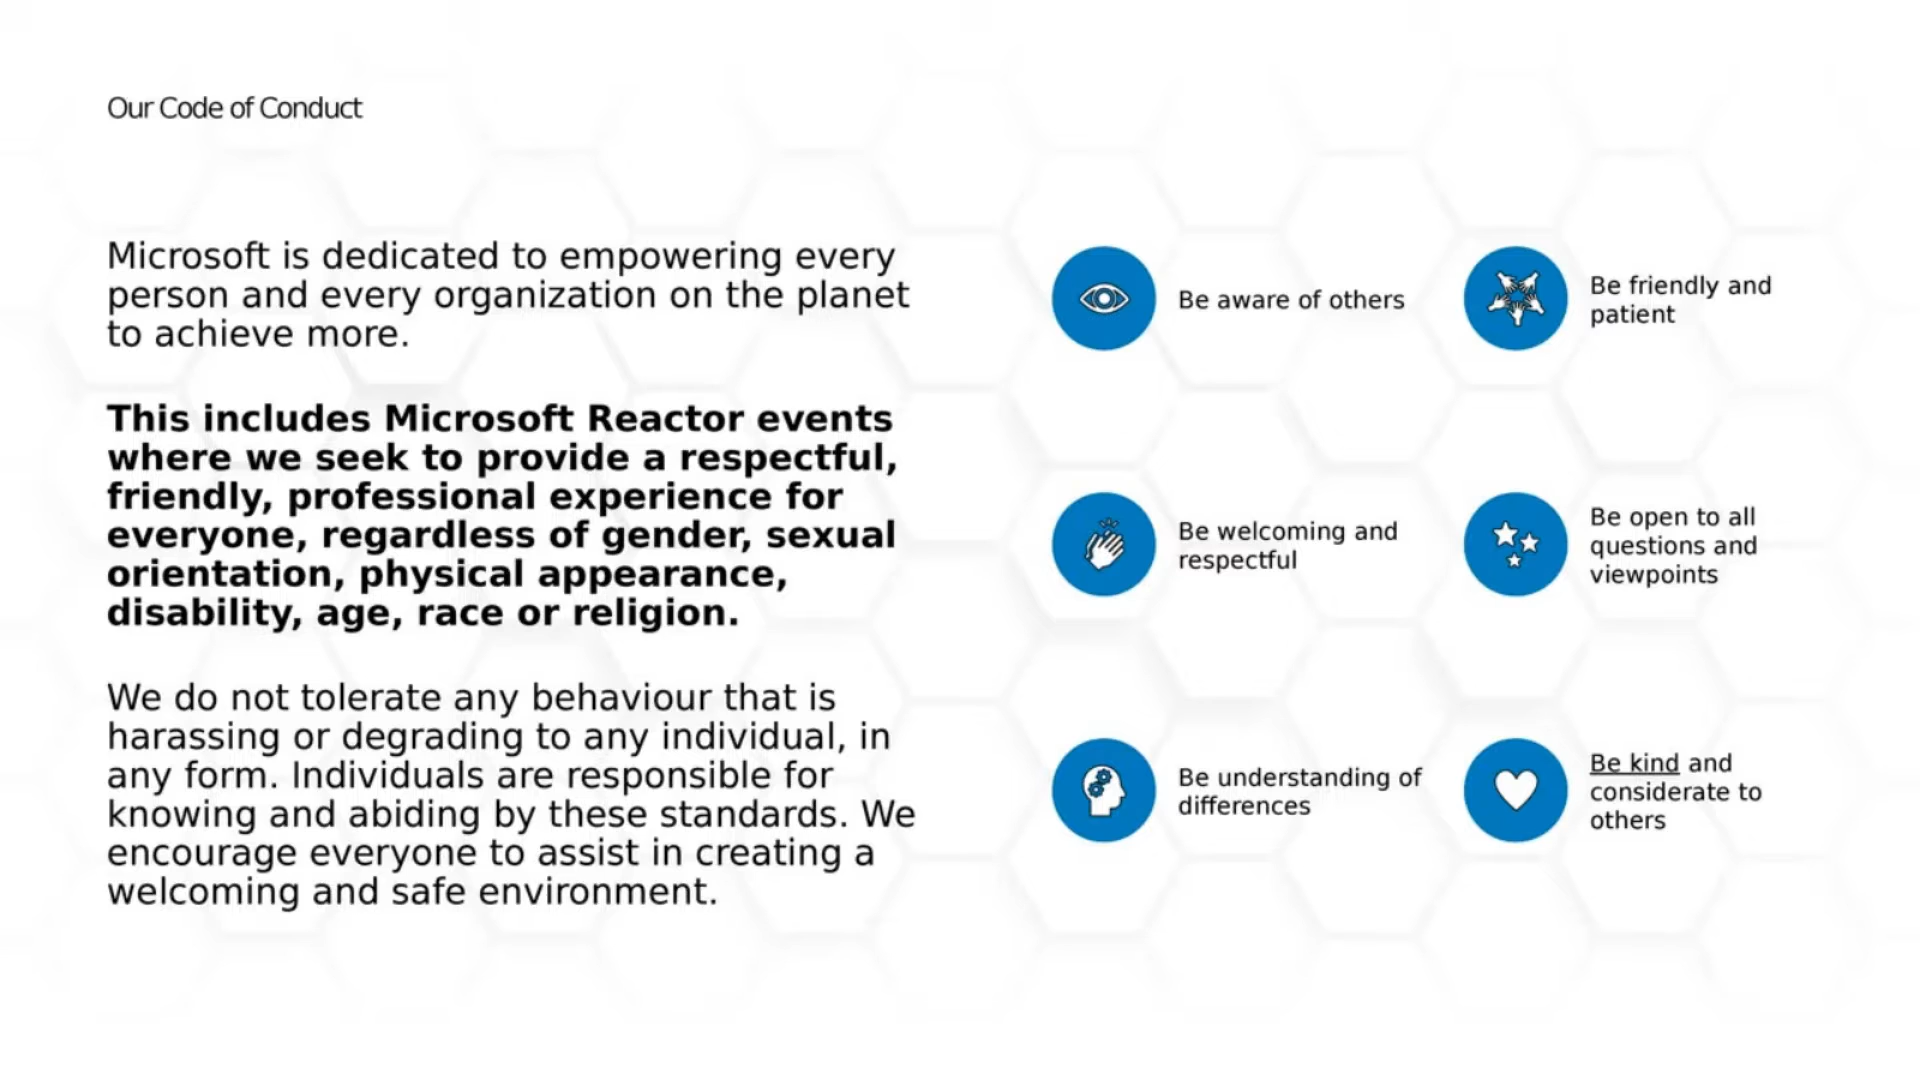 Our Code of Conduct
Microsoft is dedicated to empowering every
person and every organization on the planet
to achieve more.
This includes Microsoft Reactor events
where we seek to provide a respectful,
friendly, professional experience for
everyone, regardless of gender, sexual
orientation, physical appearance,
disability, age, race or religion.
We do not tolerate any behaviour that is
harassing or degrading to any individual, in
any form. Individuals are responsible for
knowing and abiding by these standards. We
encourage everyone to assist in creating a
welcoming and safe environment.
Be aware of others
Be friendly and
patient
Be welcoming and
respectful
Be open to all
questions and
viewpoints
Be understanding of
differences
Be kind and
considerate to
others